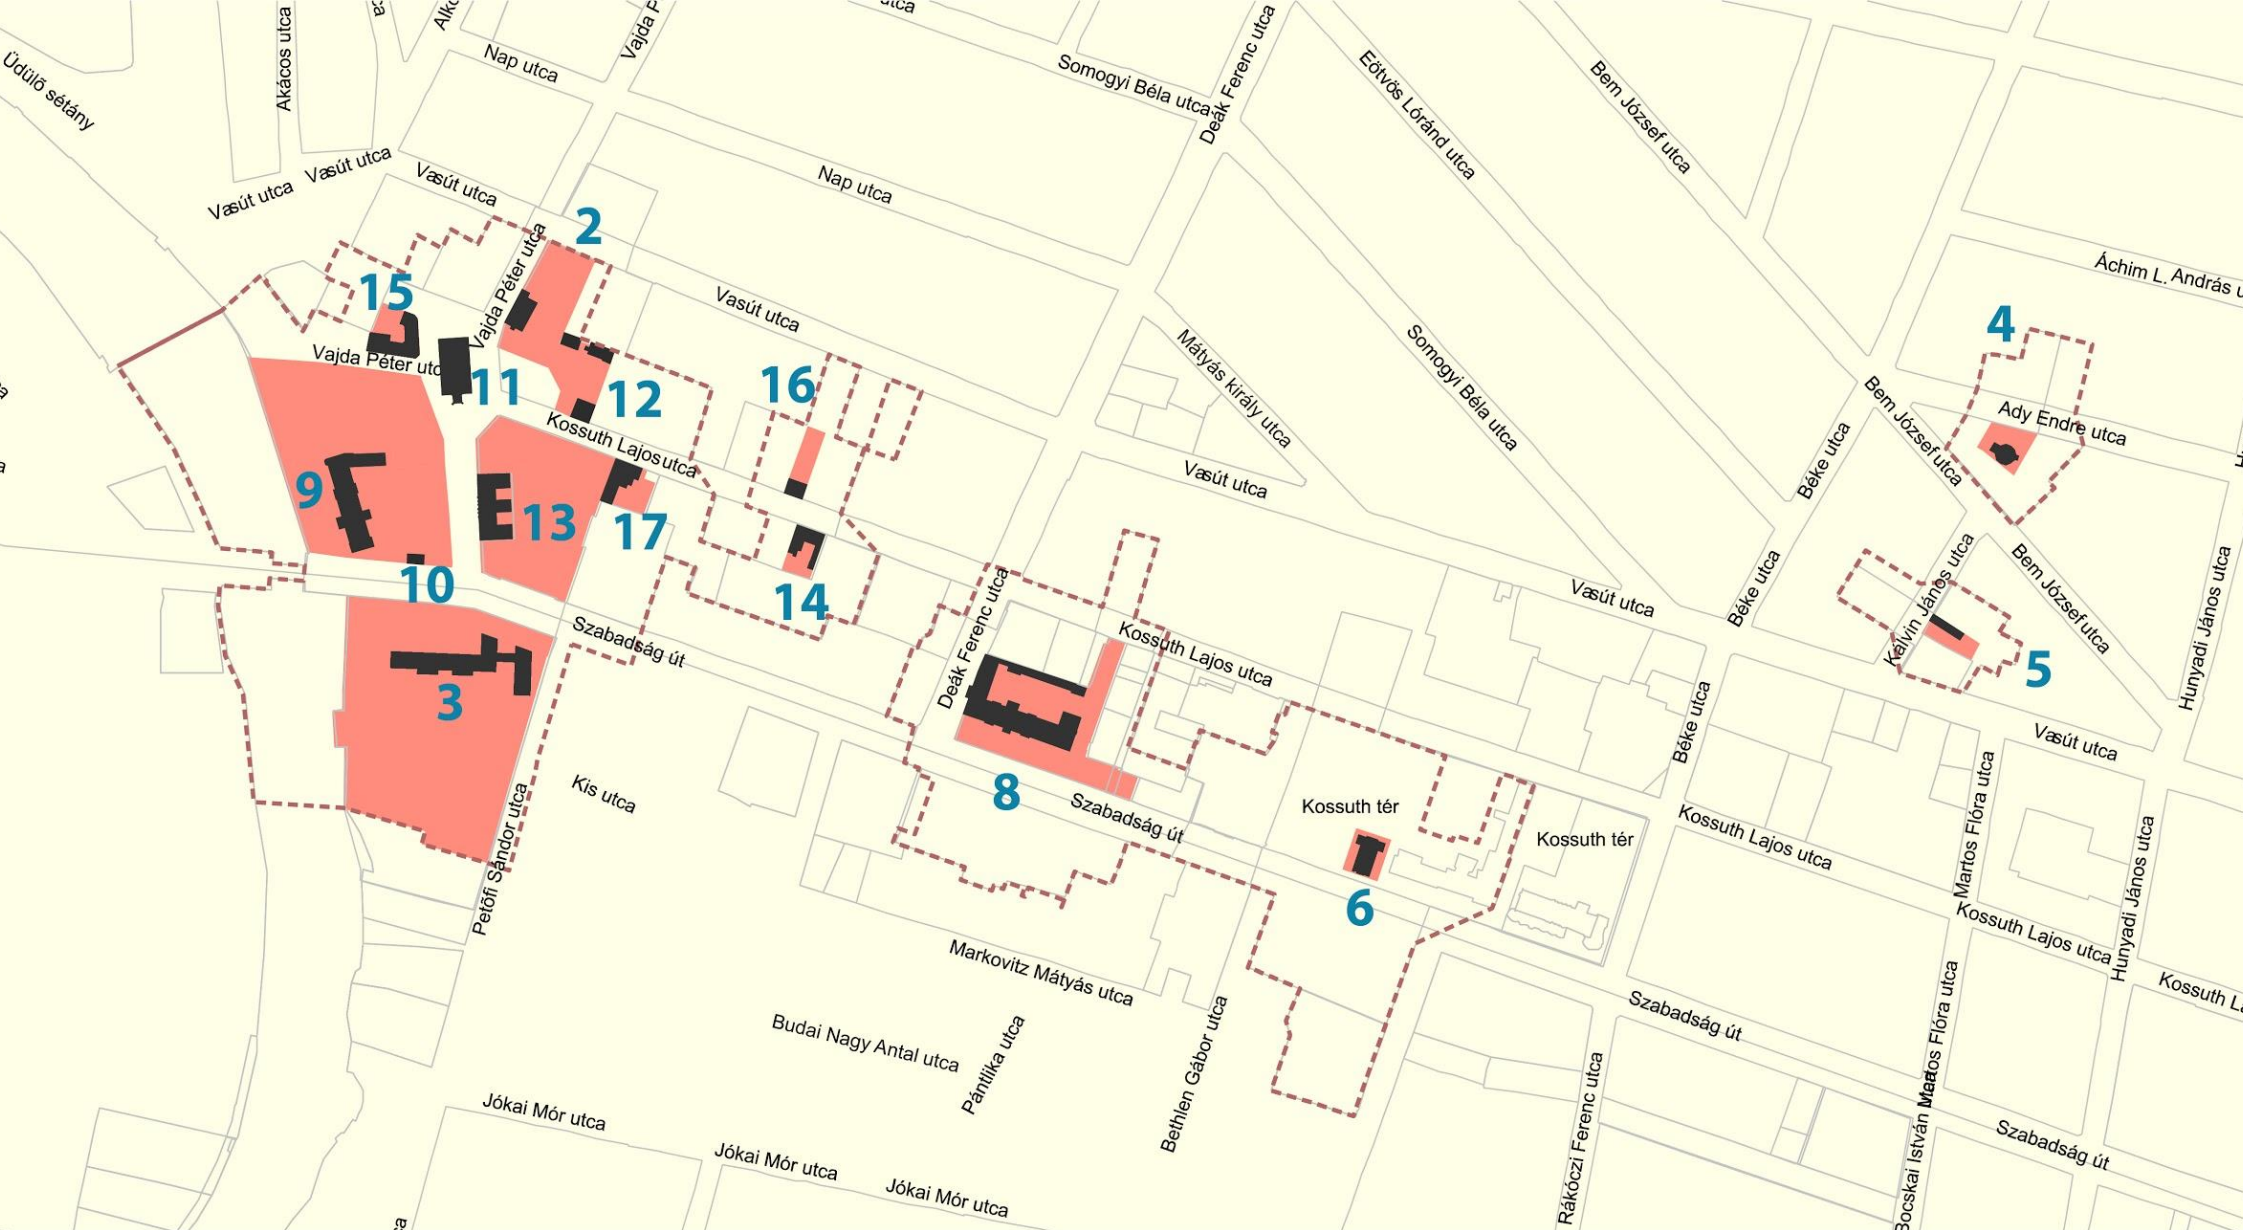 Somogyi Béla utca
Deák Ferenc utca
Nap utca
Akácos utca
Üdülő sétány
Eötvös Lóránd utca
Bem József utca
Vasút utca
Vasút utca
Vasút utca
Nap utca
2
Vajda Péter utca
15
Vajda Péter utca
11
12
16
Vasút utca
Mátyás király utca
Somogyi Béla utca
Áchim L. András u
4
Ady Endre utca
Bem József utca
Béke utca
Kossuth Lajos utca
9
13
17
10
14
Vasút utca
Vasút utca
Béke utca
Kálvin János utca
Bem József utca
Hunyadi János utca
5
Szabadság út
3
Deák Ferenc utca
Kossuth Lajos utca
Béke utca
Vasút utca
Kis utca
8
Szabadság út
Kossuth tér
Kossuth tér
6
Kossuth Lajos utca
Martos Flóra utca
Hunyadi János utca
Petőfi Sándor utca
Kossuth Lajos utca
Kossuth La
Markovitz Mátyás utca
Szabadság út
Budai Nagy Antal utca
Pántlika utca
Bethlen Gábor utca
Martos Flóra utca
Rákóczi Ferenc utca
Bocskai István utca
Szabadság út
Jókai Mór utca
Jókai Mór utca
Jókai Mór utca